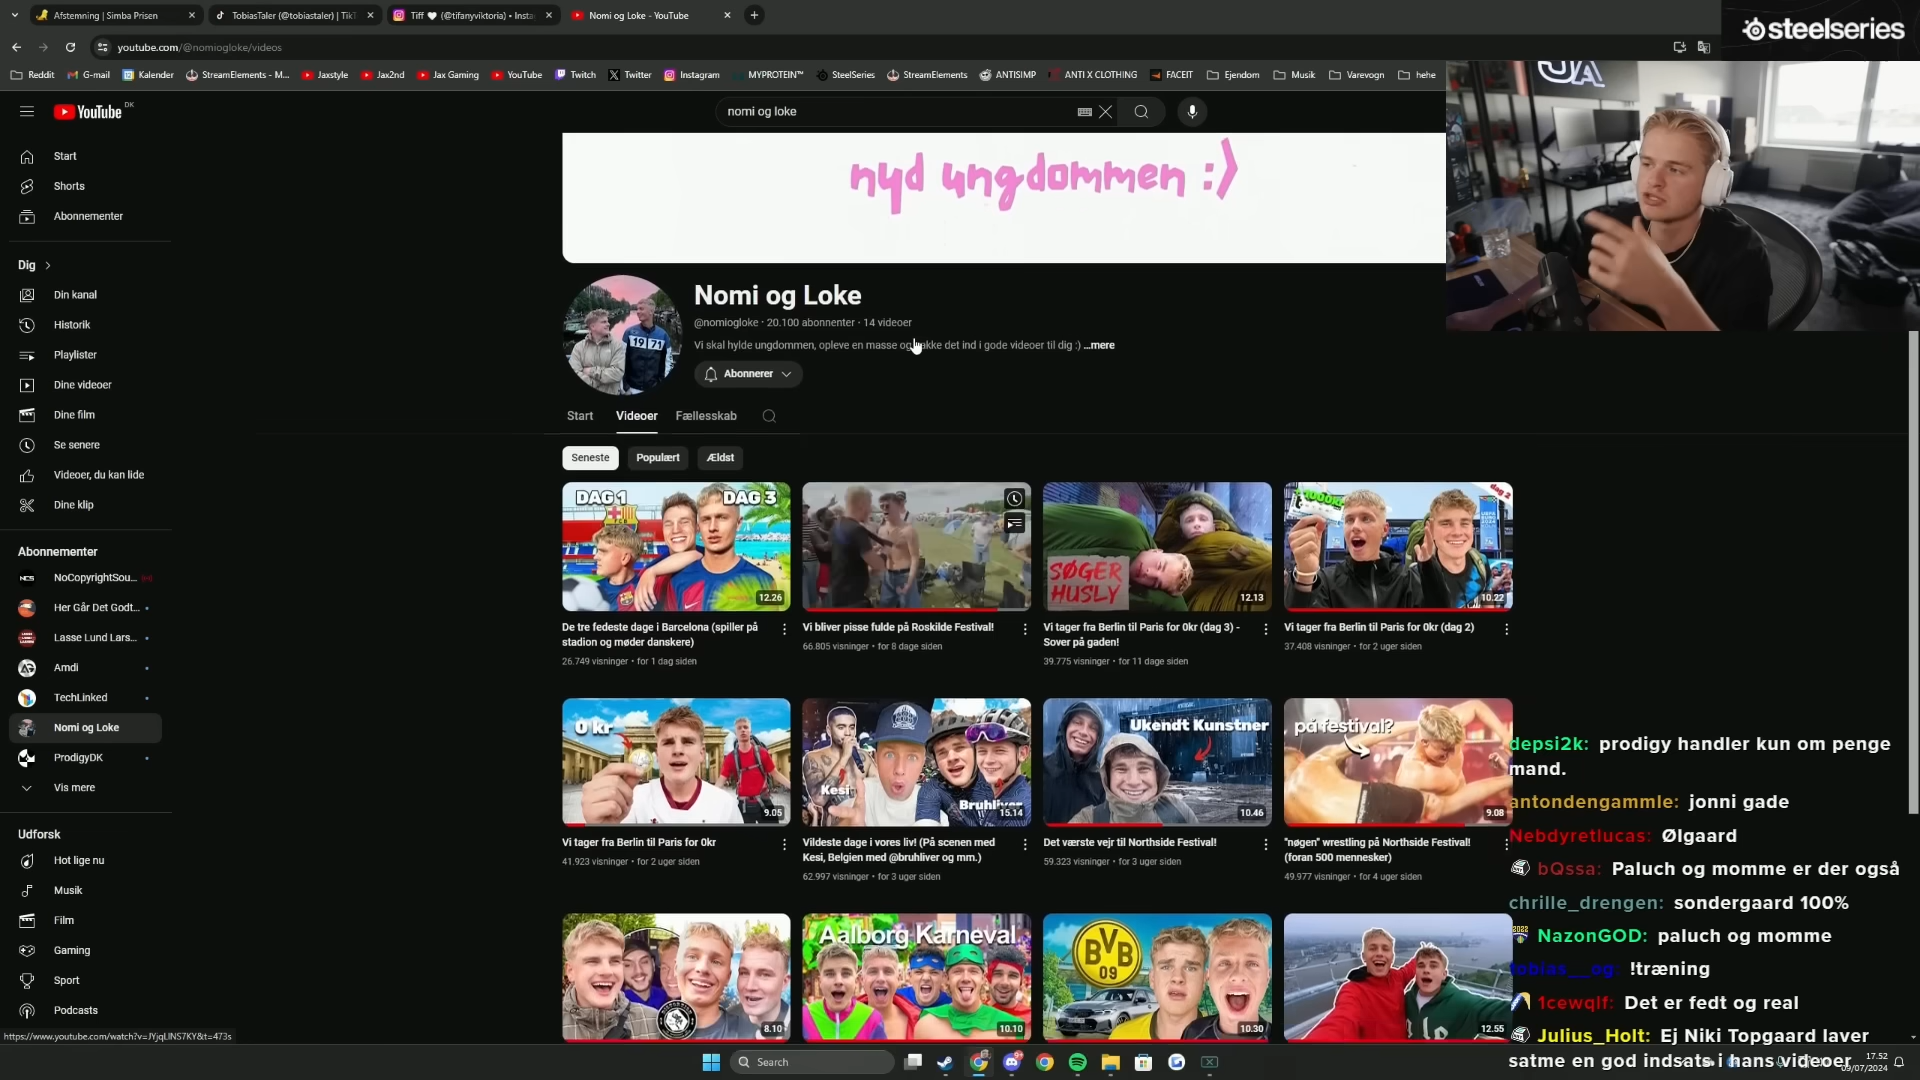 Afstemning | Simba Prisen
TobiasTaler (@tobiastaler) | TikT
Tiff 🤍 (@tifanyviktoria) • Insta
Nomi og Loke - YouTube
steelseries
youtube.com/@nomiogloke/videos
Reddit
G-mail
Kalender
StreamElements - M...
Jaxstyle
Jax2nd
Jax Gaming
YouTube
Twitch
Twitter
Instagram
MYPROTEIN™
SteelSeries
StreamElements
ANTISIMP
ANTI X CLOTHING
FACEIT
Ejendom
Musik
Varevogn
hehe
YouTube DK
nomi og loke
nyd ungdommen :)
Start
Shorts
Abonnementer
Dig
Din kanal
Historik
Playlister
Dine videoer
Dine film
Se senere
Videoer, du kan lide
Dine klip
Abonnementer
NoCopyrightSou...
Her Går Det Godt...
Lasse Lund Lars...
Amdi
TechLinked
Nomi og Loke
ProdigyDK
Vis mere
Udforsk
Hot lige nu
Musik
Film
Gaming
Sport
Podcasts
19 71
Nomi og Loke
@nomiogloke · 20.100 abonnenter · 14 videoer
Vi skal hylde ungdommen, opleve en masse og pakke det ind i gode videoer til dig :) ...mere
Abonnerer
Start
Videoer
Fællesskab
Seneste
Populært
Ældst
DAG 1
DAG 3
12.26
SØGER
HUSLY
12.13
dag 2
10.22
De tre fedeste dage i Barcelona (spiller på
stadion og møder danskere)
26.749 visninger • for 1 dag siden
Vi bliver pisse fulde på Roskilde Festival!
66.805 visninger • for 8 dage siden
Vi tager fra Berlin til Paris for 0kr (dag 3) -
Sover på gaden!
39.775 visninger • for 11 dage siden
Vi tager fra Berlin til Paris for 0kr (dag 2)
37.408 visninger • for 2 uger siden
0 kr
9.05
Kesi
Bruhliver
15.14
Ukendt Kunstner
10.46
på festival?
9.08
Vi tager fra Berlin til Paris for 0kr
41.923 visninger • for 2 uger siden
Vildeste dage i vores liv! (På scenen med
Kesi, Belgien med @bruhliver og mm.)
62.997 visninger • for 3 uger siden
Det værste vejr til Northside Festival!
59.323 visninger • for 3 uger siden
"nøgen" wrestling på Northside Festival!
(foran 500 mennesker)
49.977 visninger • for 4 uger siden
8.10
Aalborg Karneval
10.10
BVB
09
10.30
12.55
depsi2k: prodigy handler kun om penge
mand.
antondengammle: jonni gade
Nebdyretlucas: Ølgaard
bQssa: Paluch og momme er der også
chrille_drengen: sondergaard 100%
NazonGOD: paluch og momme
tobias__og: !træning
1cewqlf: Det er fedt og real
Julius_Holt: Ej Niki Topgaard laver
satme en god indsats i hans videoer
https://www.youtube.com/watch?v=JYjqLlNS7KY&t=473s
Search
17.52
09/07/2024